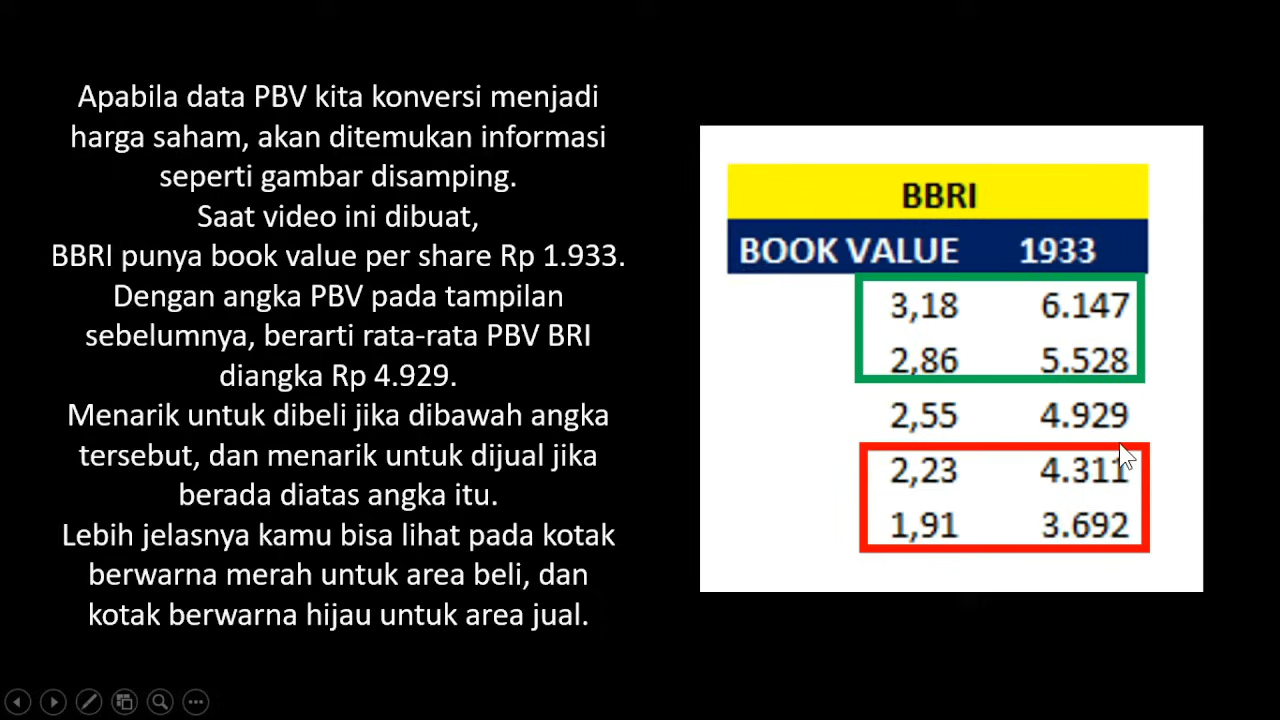 Apabila data PBV kita konversi menjadi
harga saham, akan ditemukan informasi
seperti gambar disamping.
Saat video ini dibuat,
BBRI punya book value per share Rp 1.933.
Dengan angka PBV pada tampilan
sebelumnya, berarti rata-rata PBV BRI
diangka Rp 4.929.
Menarik untuk dibeli jika dibawah angka
tersebut, dan menarik untuk dijual jika
berada diatas angka itu.
Lebih jelasnya kamu bisa lihat pada kotak
berwarna merah untuk area beli, dan
kotak berwarna hijau untuk area jual.
BBRI
BOOK VALUE 1933
3,18 6.147
2,86 5.528
2,55 4.929
2,23 4.311
1,91 3.692